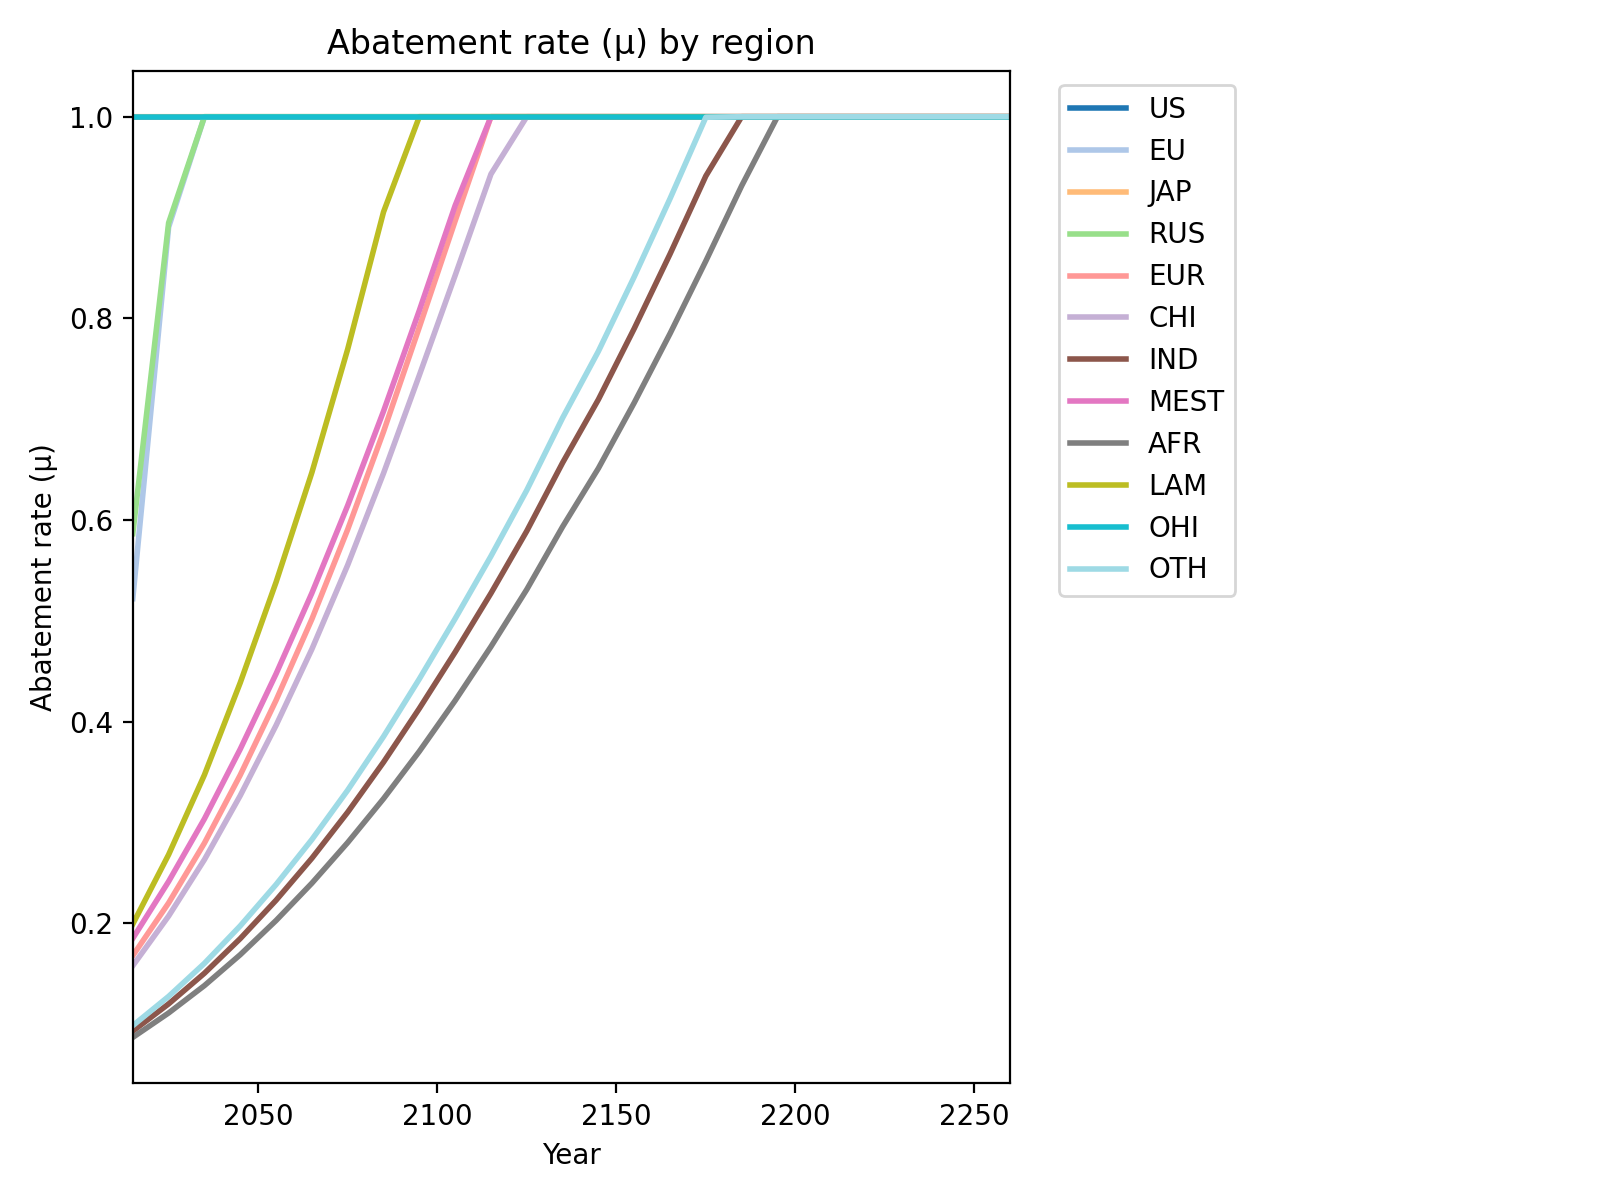 Abatement rate (μ) by region
1.0
0.8
0.6
0.4
0.2
Abatement rate (μ)
2050
2100
2150
2200
2250
Year
US
EU
JAP
RUS
EUR
CHI
IND
MEST
AFR
LAM
OHI
OTH